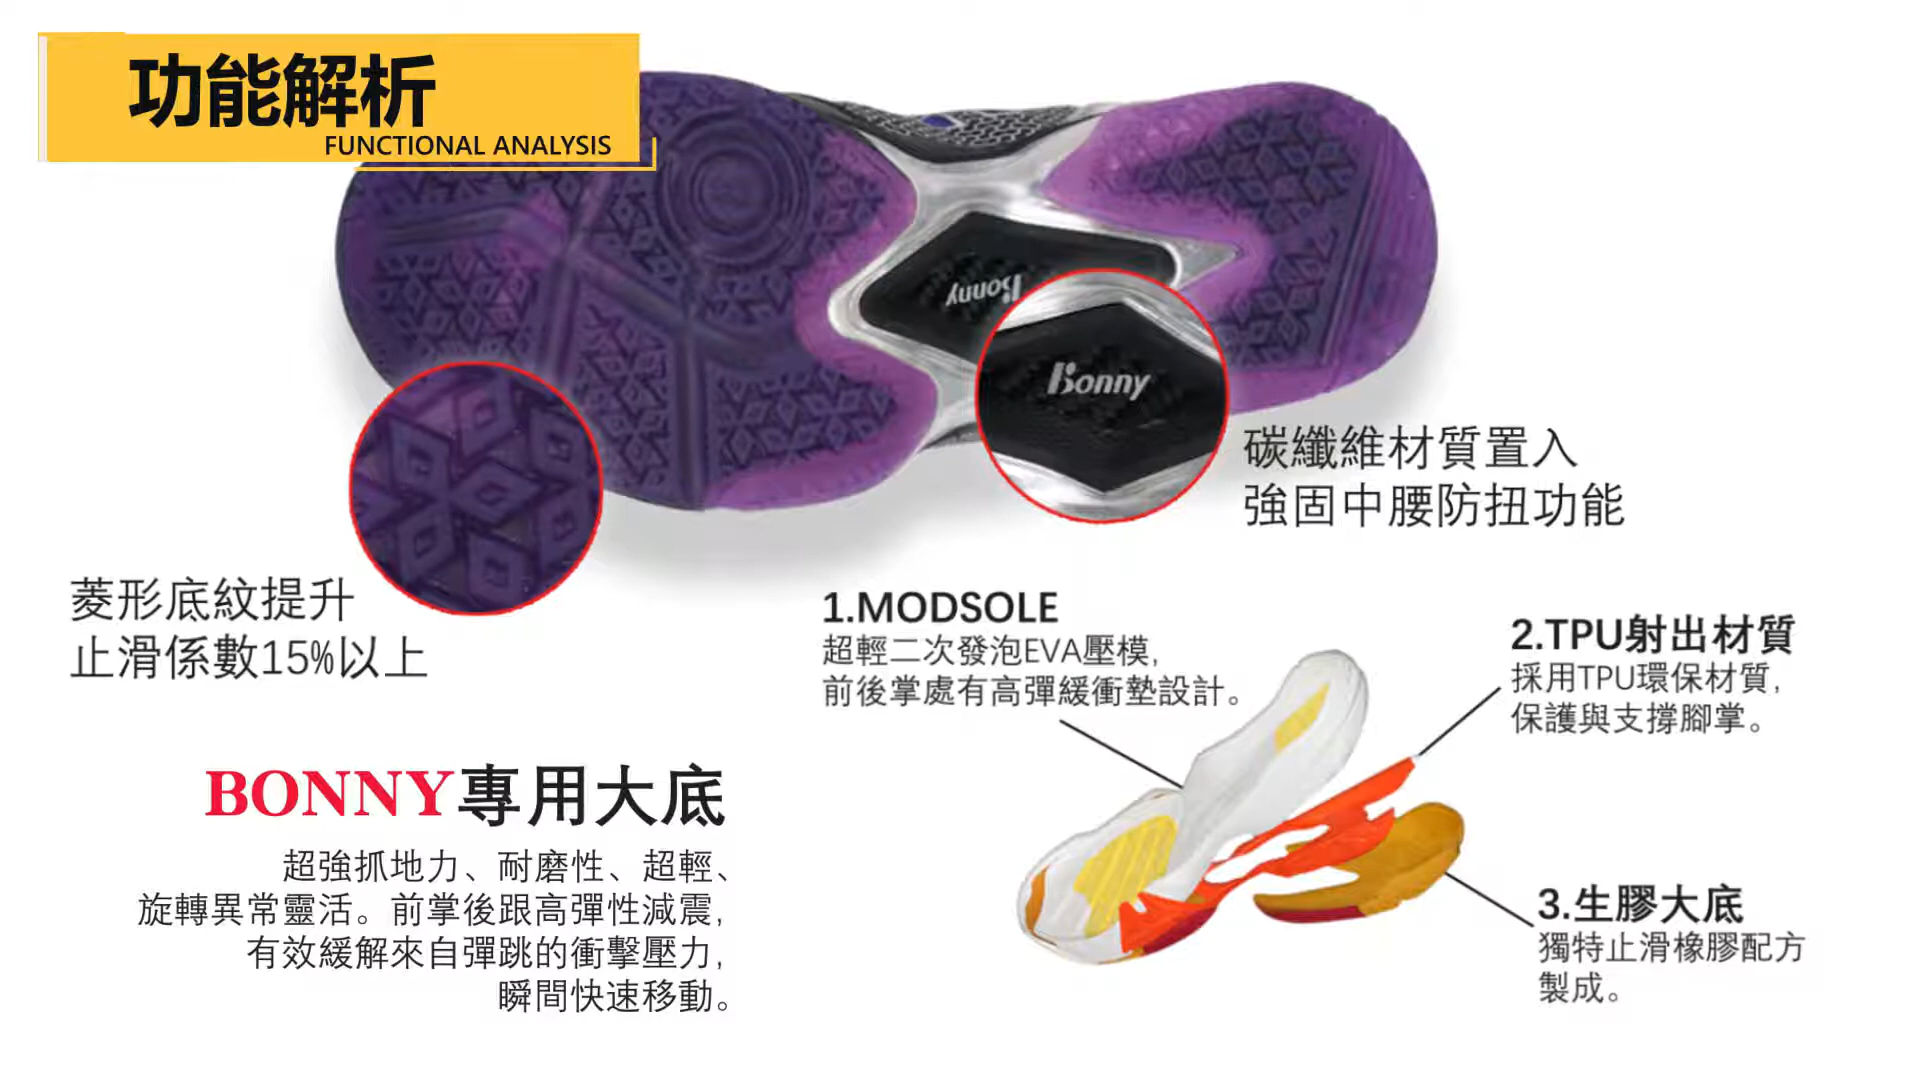 功能解析
FUNCTIONAL ANALYSIS
Bonny
Bonny
碳纖維材質置入
強固中腰防扭功能
菱形底紋提升
止滑係數15%以上
1.MODSOLE
超輕二次發泡EVA壓模,
前後掌處有高彈緩衝墊設計。
2.TPU射出材質
採用TPU環保材質,
保護與支撐腳掌。
BONNY專用大底
超強抓地力、耐磨性、超輕、
旋轉異常靈活。前掌後跟高彈性減震,
有效緩解來自彈跳的衝擊壓力,
瞬間快速移動。
3.生膠大底
獨特止滑橡膠配方
製成。